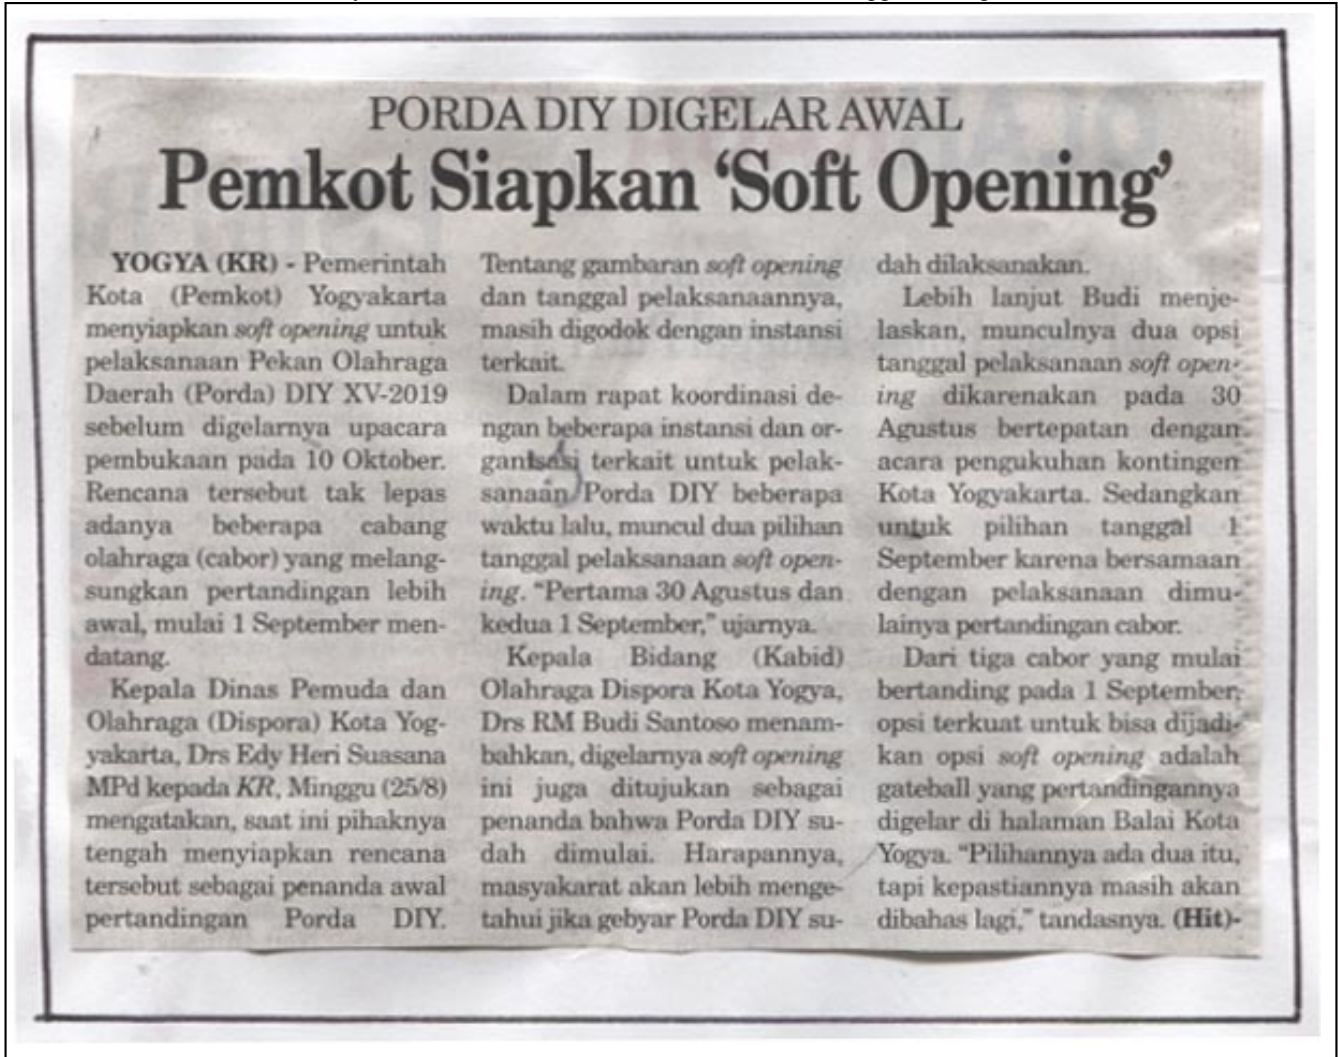 PORDA DIY DIGELAR AWAL
Pemkot Siapkan ‘Soft Opening’
YOGYA (KR) - Pemerintah
Kota (Pemkot) Yogyakarta
menyiapkan soft opening untuk
pelaksanaan Pekan Olahraga
Daerah (Porda) DIY XV-2019
sebelum digelarnya upacara
pembukaan pada 10 Oktober.
Rencana tersebut tak lepas
adanya beberapa cabang
olahraga (cabor) yang melang-
sungkan pertandingan lebih
awal, mulai 1 September men-
datang.
Kepala Dinas Pemuda dan
Olahraga (Dispora) Kota Yog-
yakarta, Drs Edy Heri Suasana
MPd kepada KR, Minggu (25/8)
mengatakan, saat ini pihaknya
tengah menyiapkan rencana
tersebut sebagai penanda awal
pertandingan Porda DIY.
Tentang gambaran soft opening
dan tanggal pelaksanaannya,
masih digodok dengan instansi
terkait.
Dalam rapat koordinasi de-
ngan beberapa instansi dan or-
ganisasi terkait untuk pelak-
sanaan Porda DIY beberapa
waktu lalu, muncul dua pilihan
tanggal pelaksanaan soft open-
ing. “Pertama 30 Agustus dan
kedua 1 September,” ujarnya.
Kepala Bidang (Kabid)
Olahraga Dispora Kota Yogya,
Drs RM Budi Santoso menam-
bahkan, digelarnya soft opening
ini juga ditujukan sebagai
penanda bahwa Porda DIY su-
dah dimulai. Harapannya,
masyakarat akan lebih menge-
tahui jika gebyar Porda DIY su-
dah dilaksanakan.
Lebih lanjut Budi menje-
laskan, munculnya dua opsi
tanggal pelaksanaan soft open-
ing dikarenakan pada 30
Agustus bertepatan dengan
acara pengukuhan kontingen
Kota Yogyakarta. Sedangkan
untuk pilihan tanggal 1
September karena bersamaan
dengan pelaksanaan dimu-
lainya pertandingan cabor.
Dari tiga cabor yang mulai
bertanding pada 1 September,
opsi terkuat untuk bisa dijadi-
kan opsi soft opening adalah
gateball yang pertandingannya
digelar di halaman Balai Kota
Yogya. “Pilihannya ada dua itu,
tapi kepastiannya masih akan
dibahas lagi,” tandasnya. (Hit)-